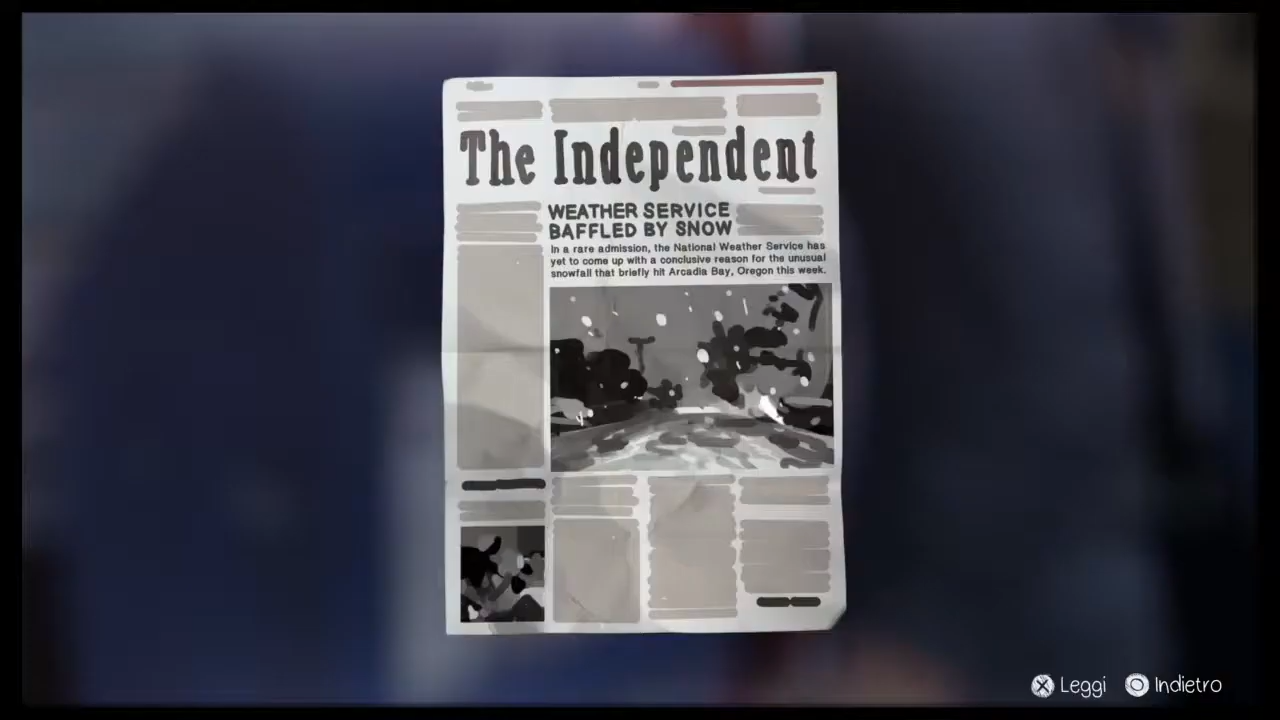 The Independent
WEATHER SERVICE
BAFFLED BY SNOW
In a rare admission, the National Weather Service has
yet to come up with a conclusive reason for the unusual
snowfall that briefly hit Arcadia Bay, Oregon this week.
Leggi Indietro